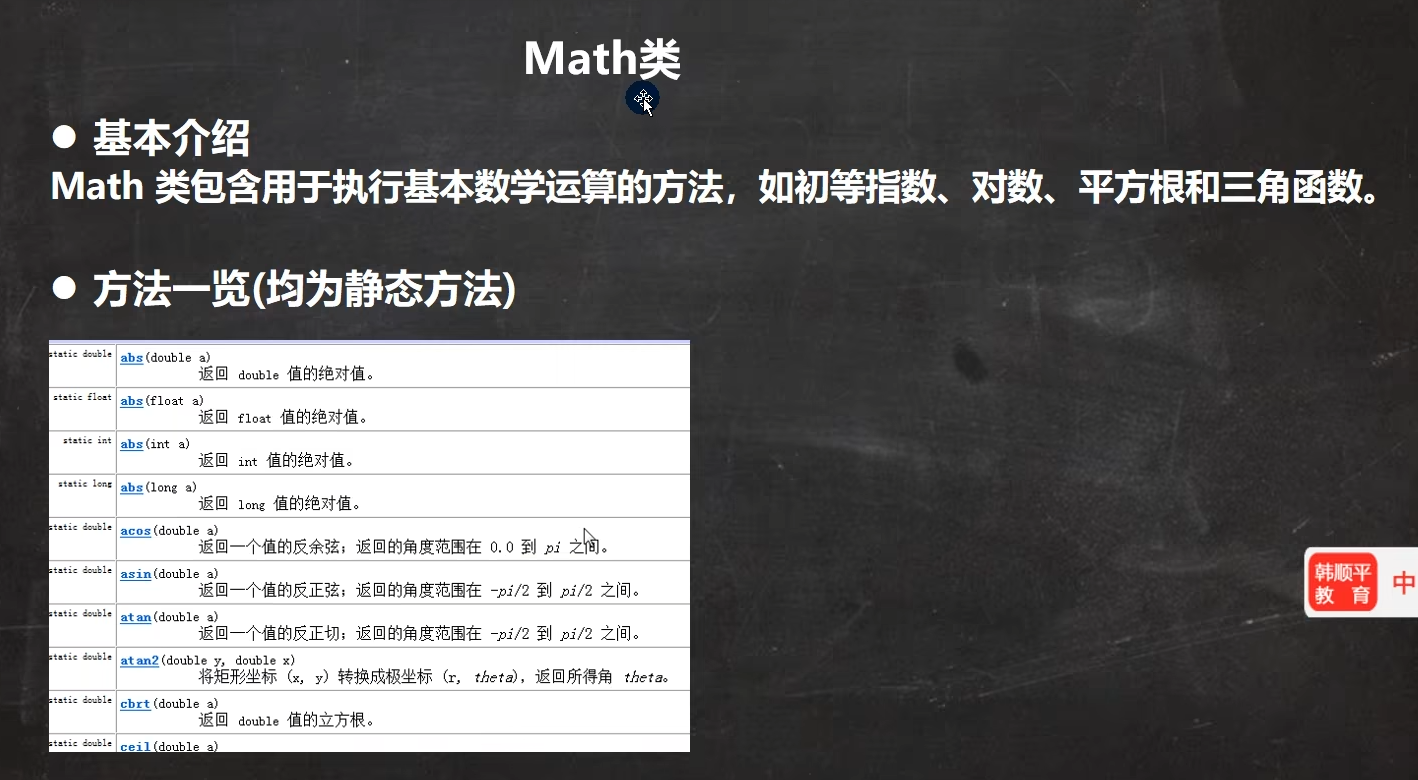 Math类
● 基本介绍
Math 类包含用于执行基本数学运算的方法，如初等指数、对数、平方根和三角函数。
● 方法一览(均为静态方法)
static double abs(double a)
返回 double 值的绝对值。
static float abs(float a)
返回 float 值的绝对值。
static int abs(int a)
返回 int 值的绝对值。
static long abs(long a)
返回 long 值的绝对值。
static double acos(double a)
返回一个值的反余弦；返回的角度范围在 0.0 到 pi 之间。
static double asin(double a)
返回一个值的反正弦；返回的角度范围在 -pi/2 到 pi/2 之间。
static double atan(double a)
返回一个值的反正切；返回的角度范围在 -pi/2 到 pi/2 之间。
static double atan2(double y, double x)
将矩形坐标 (x, y) 转换成极坐标 (r, theta)，返回所得角 theta。
static double cbrt(double a)
返回 double 值的立方根。
static double ceil(double a)
韩顺平
教 育
中